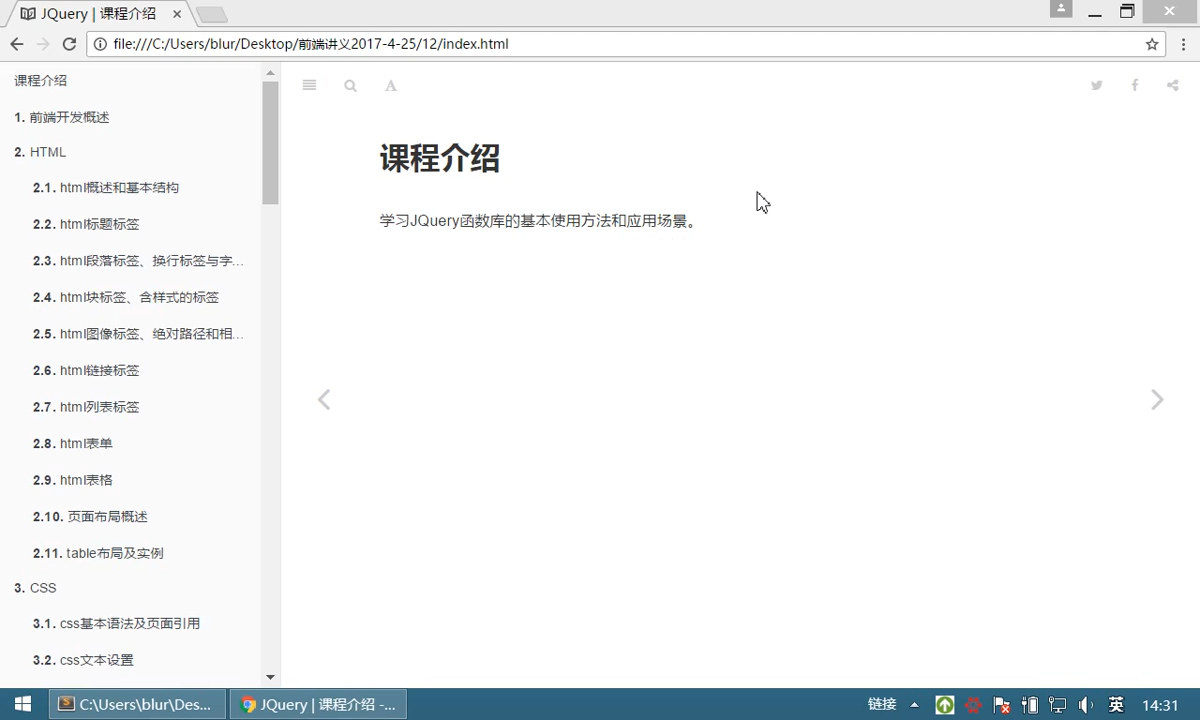 JQuery | 课程介绍
file:///C:/Users/blur/Desktop/前端讲义2017-4-25/12/index.html
课程介绍
1. 前端开发概述
2. HTML
2.1. html概述和基本结构
2.2. html标题标签
2.3. html段落标签、换行标签与字...
2.4. html块标签、含样式的标签
2.5. html图像标签、绝对路径和相...
2.6. html链接标签
2.7. html列表标签
2.8. html表单
2.9. html表格
2.10. 页面布局概述
2.11. table布局及实例
3. CSS
3.1. css基本语法及页面引用
3.2. css文本设置
A
课程介绍
学习JQuery函数库的基本使用方法和应用场景。
C:\Users\blur\Des...
JQuery | 课程介绍 -...
链接
英
14:31